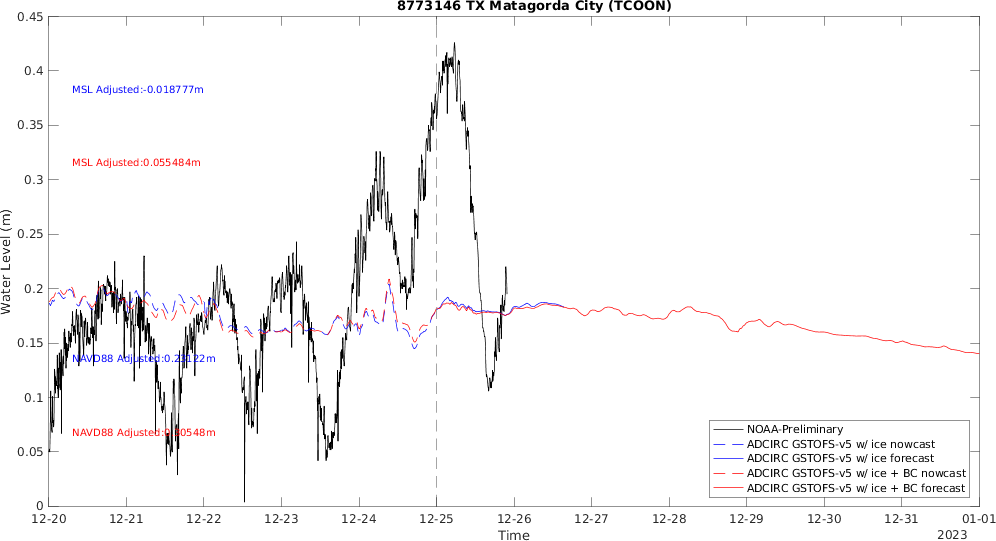 8773146 TX Matagorda City (TCOON)
0.45
0.4
0.35
0.3
0.25
0.2
0.15
0.1
0.05
0
Water Level (m)
MSL Adjusted:-0.018777m
MSL Adjusted:0.055484m
NAVD88 Adjusted:0.23122m
NAVD88 Adjusted:0.30548m
NOAA-Preliminary
ADCIRC GSTOFS-v5 w/ ice nowcast
ADCIRC GSTOFS-v5 w/ ice forecast
ADCIRC GSTOFS-v5 w/ ice + BC nowcast
ADCIRC GSTOFS-v5 w/ ice + BC forecast
12-20 12-21 12-22 12-23 12-24 12-25 12-26 12-27 12-28 12-29 12-30 12-31 01-01
Time
2023